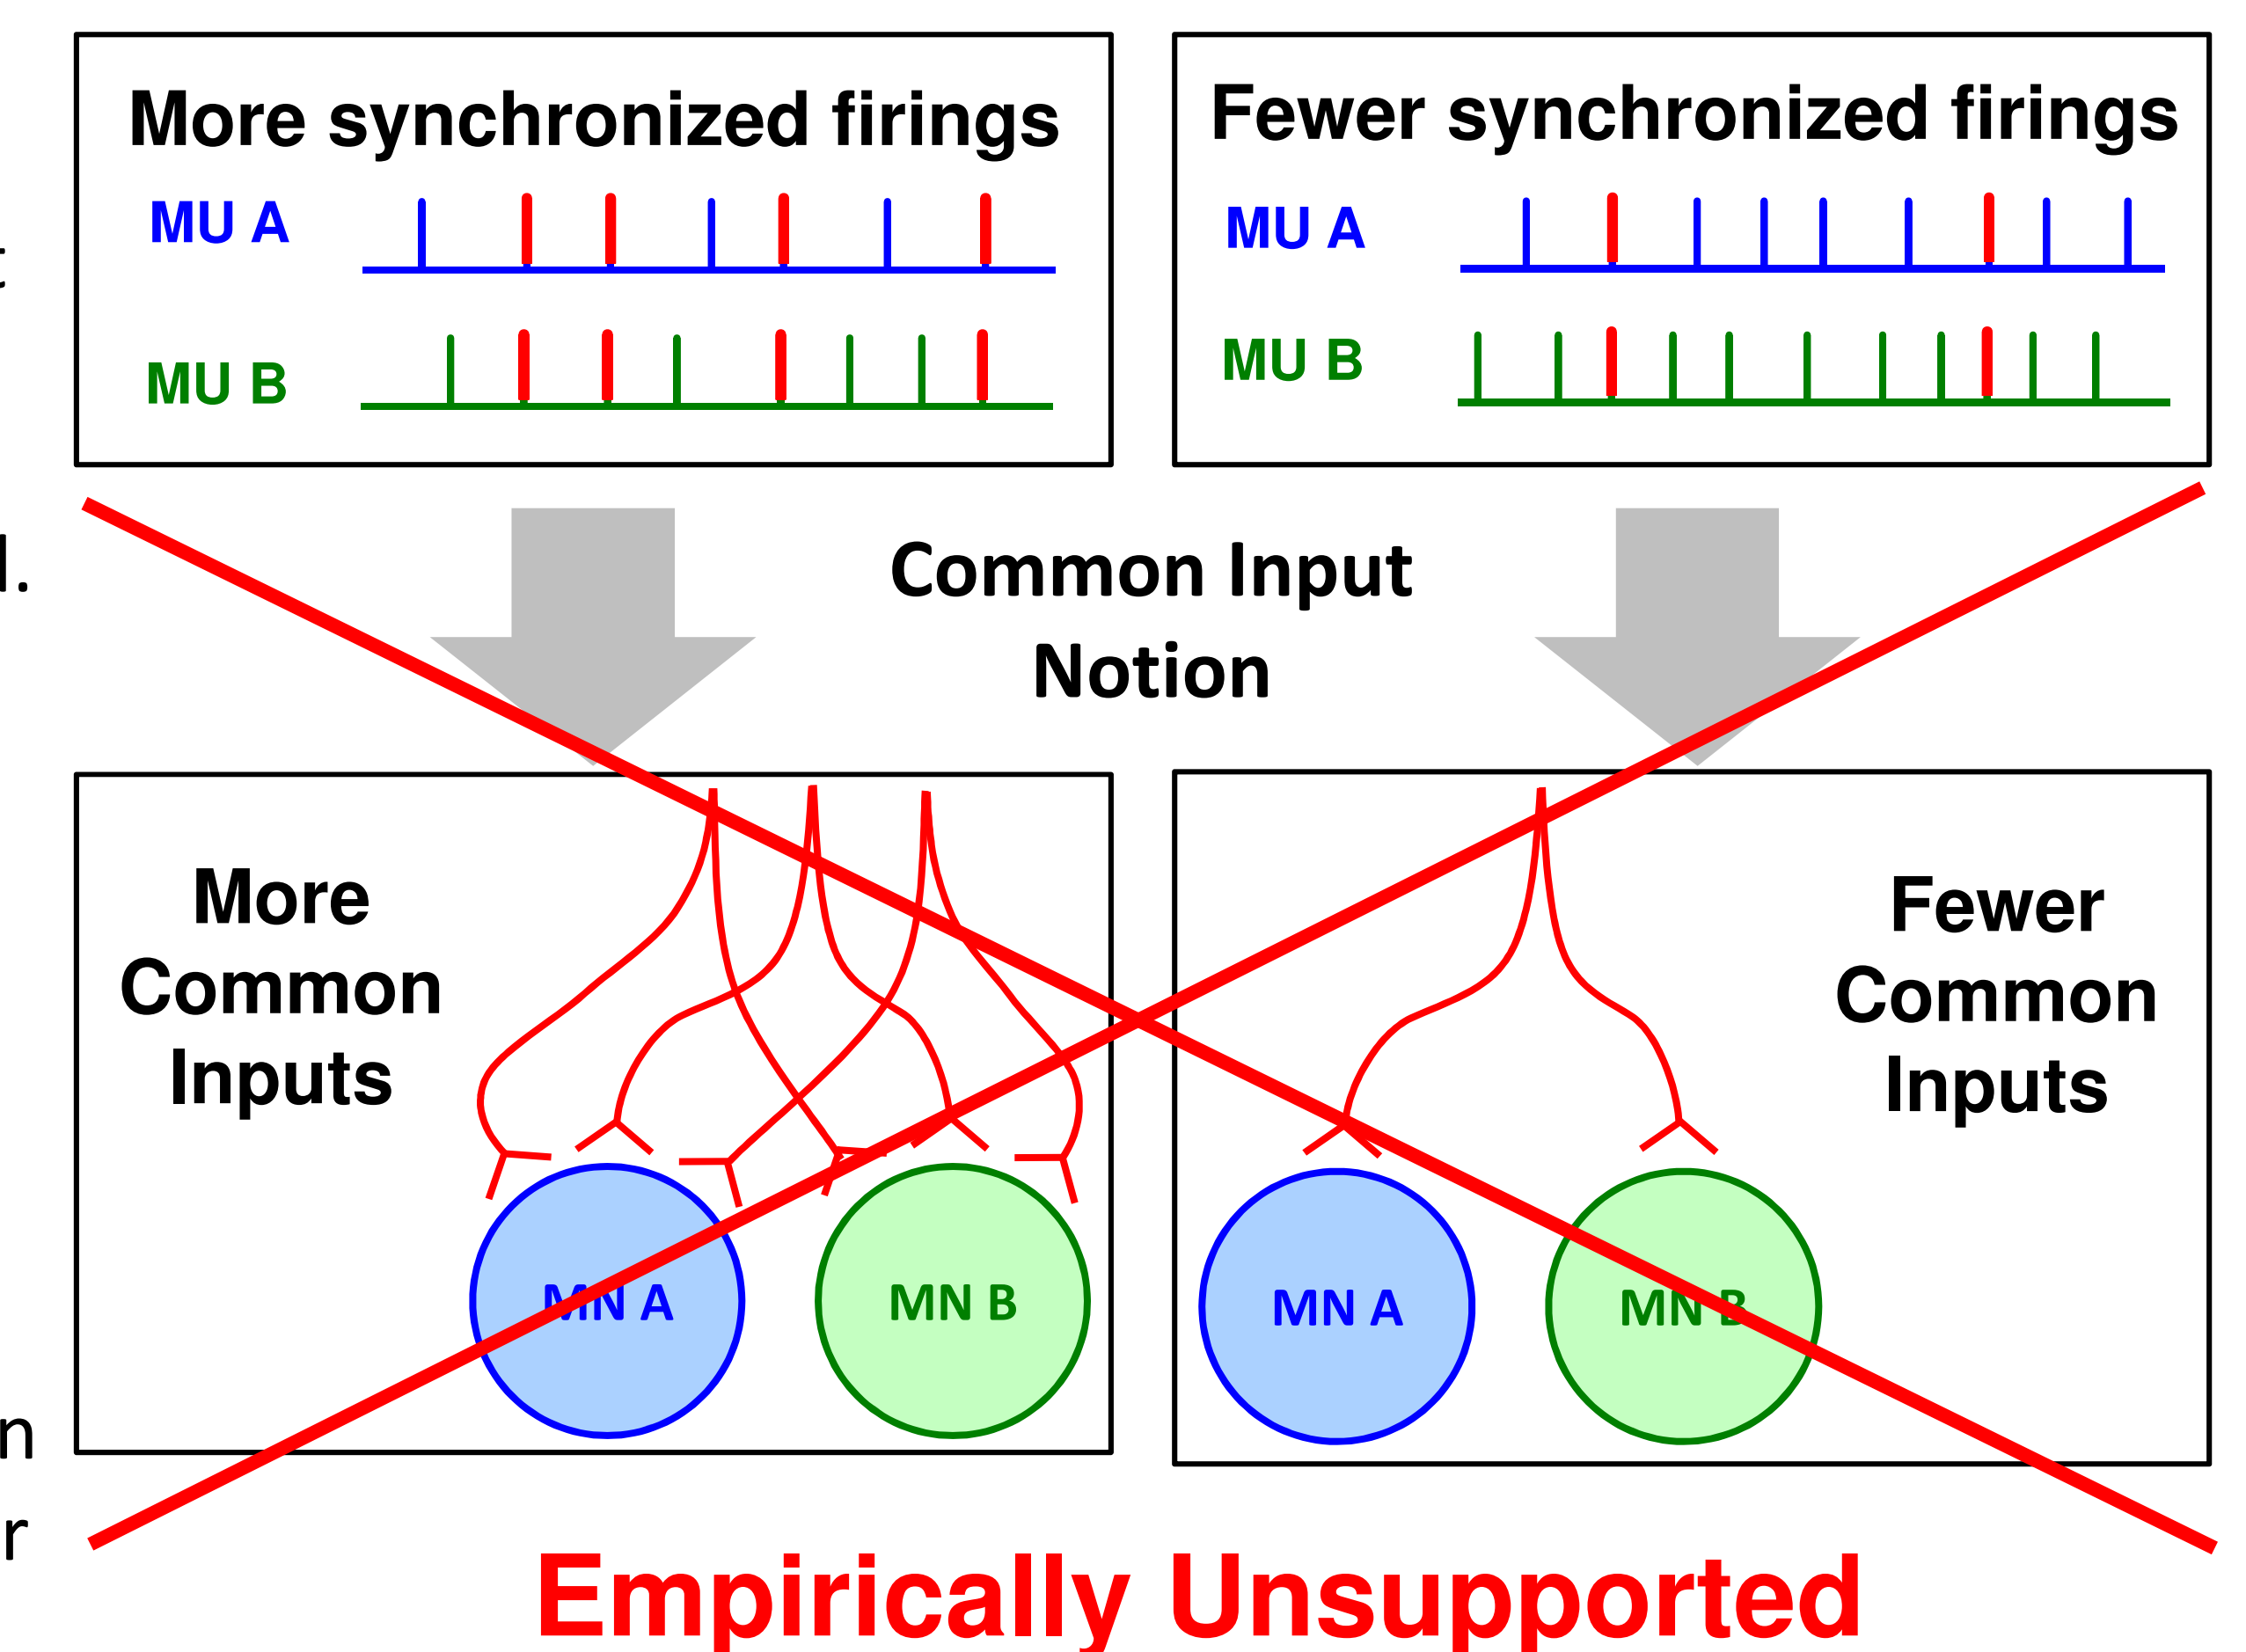 More synchronized firings
MU A
MU B
Fewer synchronized firings
MU A
MU B
Common Input
Notion
More
Common
Inputs
MN A
MN B
Fewer
Common
Inputs
MN A
MN B
Empirically Unsupported